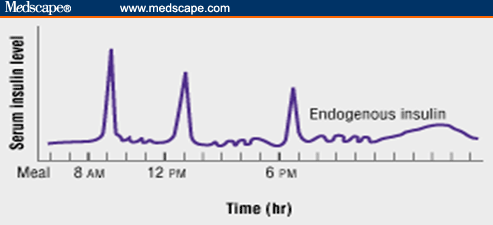 Medscape® www.medscape.com
Serum insulin level
Endogenous insulin
Meal 8 AM 12 PM 6 PM
Time (hr)